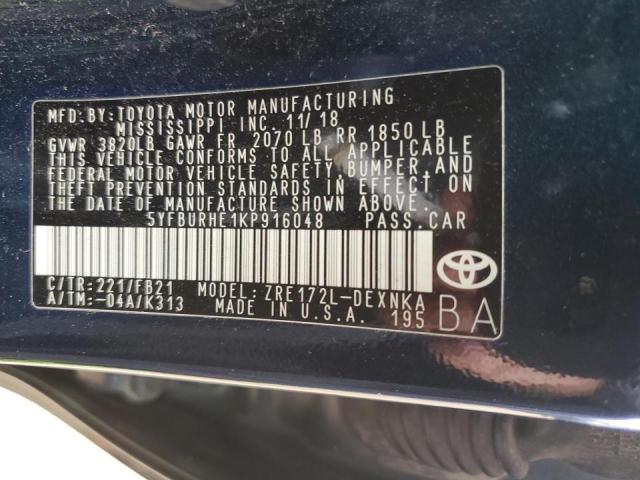 MFD. BY: TOYOTA MOTOR MANUFACTURING
MISSISSIPPI INC. 11/18
GVWR 3820LB GAWR FR 2070 LB RR 1850 LB
THIS VEHICLE CONFORMS TO ALL APPLICABLE
FEDERAL MOTOR VEHICLE SAFETY, BUMPER, AND
THEFT PREVENTION STANDARDS IN EFFECT ON
THE DATE OF MANUFACTURE SHOWN ABOVE.
5YFBURHE1KP916048 PASS. CAR
C/TR: 221/FB21 MODEL: ZRE172L-DEXNKA
A/TM: -04A/K313 MADE IN U.S.A. 195
BA